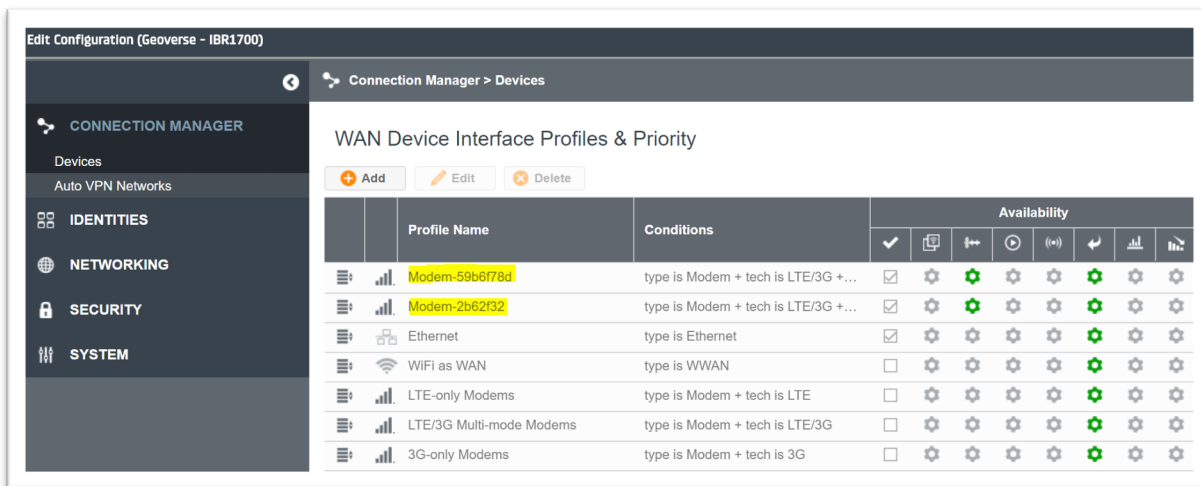 Edit Configuration (Geoverse - IBR1700)
Connection Manager > Devices
CONNECTION MANAGER
Devices
Auto VPN Networks
IDENTITIES
NETWORKING
SECURITY
SYSTEM
WAN Device Interface Profiles & Priority
Add Edit Delete
Profile Name Conditions Availability
Modem-59b6f78d type is Modem + tech is LTE/3G +...
Modem-2b62f32 type is Modem + tech is LTE/3G +...
Ethernet type is Ethernet
WiFi as WAN type is WWAN
LTE-only Modems type is Modem + tech is LTE
LTE/3G Multi-mode Modems type is Modem + tech is LTE/3G
3G-only Modems type is Modem + tech is 3G